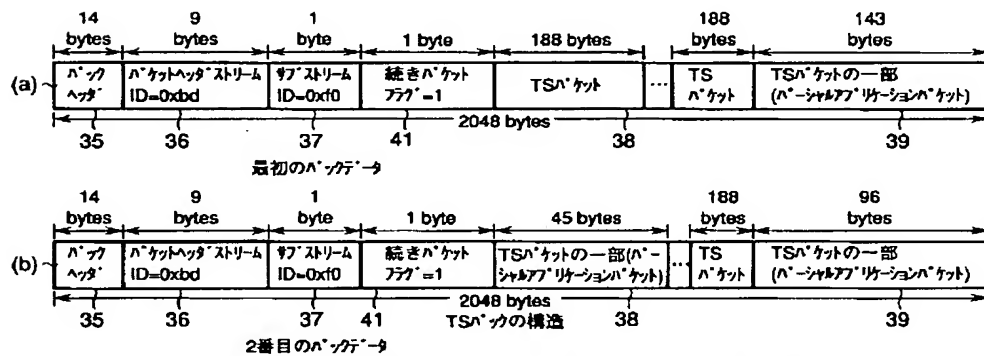 14 bytes
9 bytes
1 byte
1 byte
188 bytes
188 bytes
143 bytes
(a)
パック ヘッダ
パケットヘッダストリーム ID=0xbd
サブストリーム ID=0xf0
続きパケット フラグ=1
TSパケット
…
TS パケット
TSパケットの一部 (パーシャルアプリケーションパケット)
2048 bytes
35
36
37
41
38
39
最初のパックデータ
14 bytes
9 bytes
1 byte
1 byte
45 bytes
188 bytes
96 bytes
(b)
パック ヘッダ
パケットヘッダストリーム ID=0xbd
サブストリーム ID=0xf0
続きパケット フラグ=1
TSパケットの一部(パーシャルアプリケーションパケット)
…
TS パケット
TSパケットの一部 (パーシャルアプリケーションパケット)
2048 bytes
35
36
37
41
TSパックの構造
38
39
2番目のパックデータ